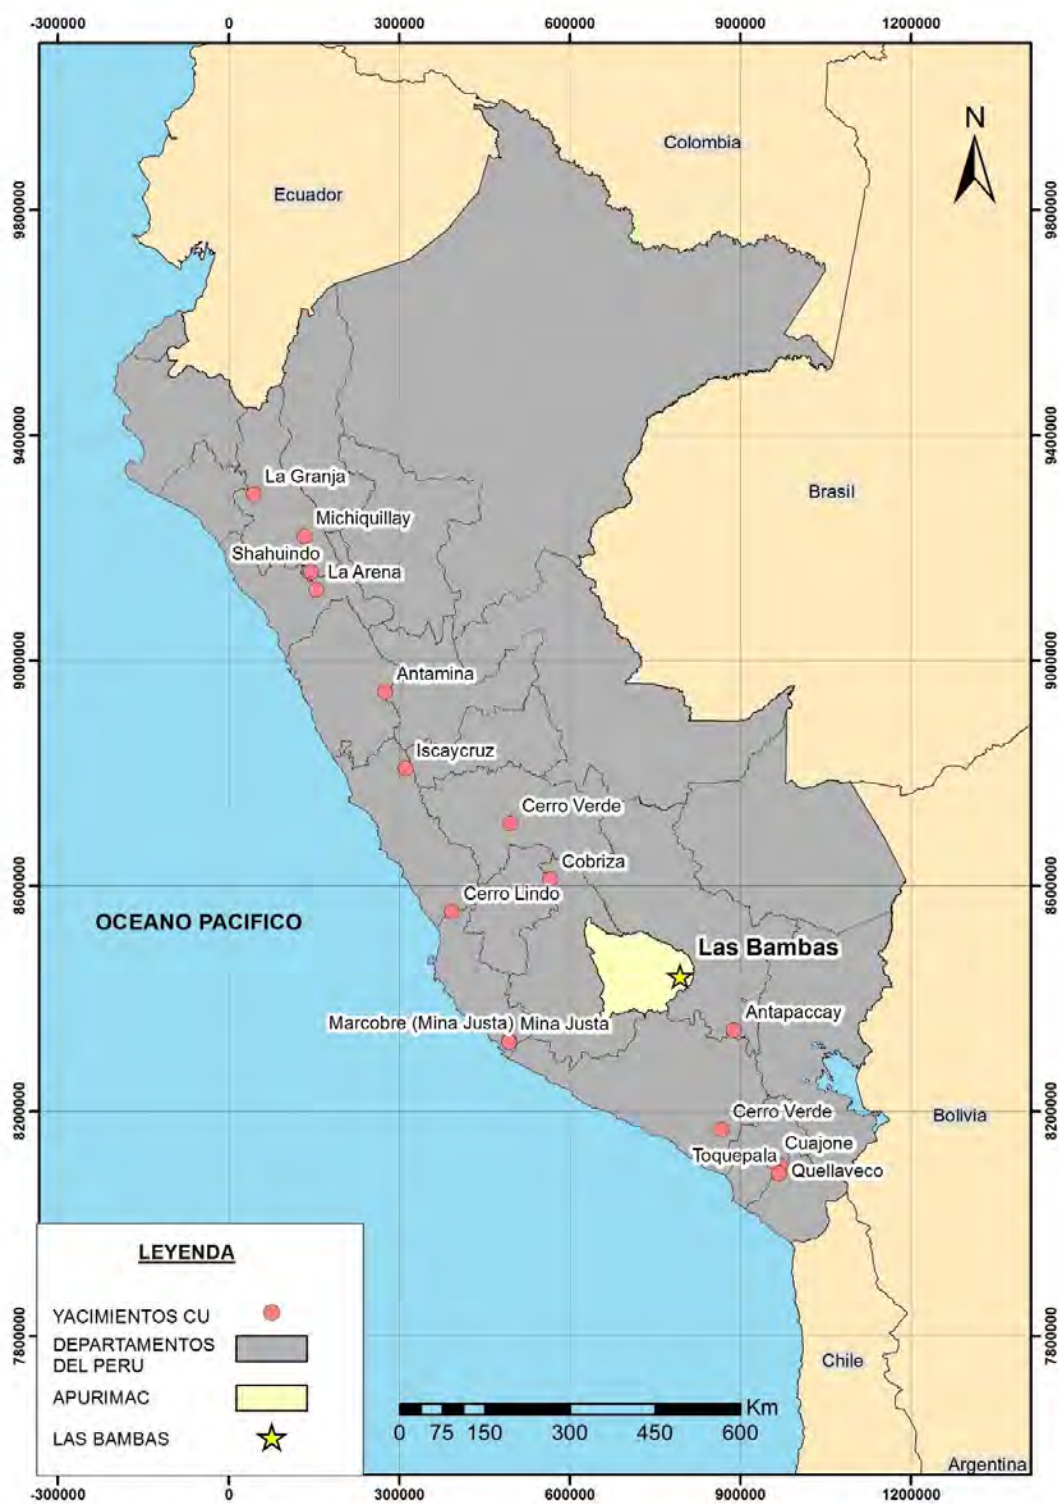 -300000 0 300000 600000 900000 1200000
N
Colombia
Ecuador
9800000 9800000
9400000 9400000
La Granja
Brasil
Michiquillay
Shahuindo
La Arena
9000000 9000000
Antamina
Iscaycruz
Cerro Verde
Cobriza
8600000 8600000
Cerro Lindo
OCEANO PACIFICO
Las Bambas
Antapaccay
Marcobre (Mina Justa) Mina Justa
8200000 8200000
Cerro Verde
Bolivia
Cuajone
Toquepala
Quellaveco
LEYENDA
YACIMIENTOS CU
DEPARTAMENTOS
DEL PERU
7800000 7800000
Chile
APURIMAC
Km
0 75 150 300 450 600
LAS BAMBAS
Argentina
-300000 0 300000 600000 900000 1200000